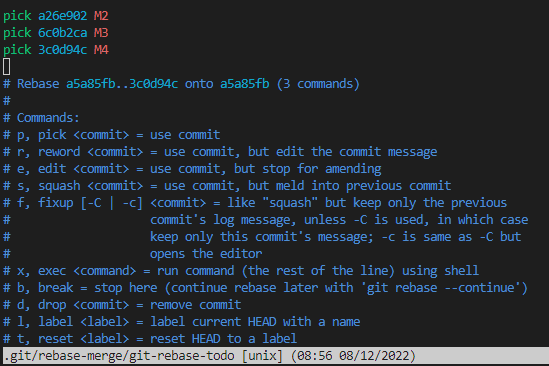 pick a26e902 M2
pick 6c0b2ca M3
pick 3c0d94c M4
# Rebase a5a85fb..3c0d94c onto a5a85fb (3 commands)
#
# Commands:
# p, pick <commit> = use commit
# r, reword <commit> = use commit, but edit the commit message
# e, edit <commit> = use commit, but stop for amending
# s, squash <commit> = use commit, but meld into previous commit
# f, fixup [-C | -c] <commit> = like "squash" but keep only the previous
#                    commit's log message, unless -C is used, in which case
#                    keep only this commit's message; -c is same as -C but
#                    opens the editor
# x, exec <command> = run command (the rest of the line) using shell
# b, break = stop here (continue rebase later with 'git rebase --continue')
# d, drop <commit> = remove commit
# l, label <label> = label current HEAD with a name
# t, reset <label> = reset HEAD to a label
.git/rebase-merge/git-rebase-todo [unix] (08:56 08/12/2022)